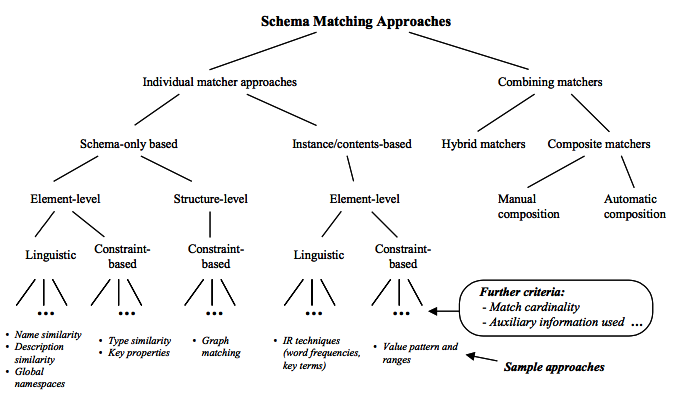 Schema Matching Approaches
Individual matcher approaches
Combining matchers
Schema-only based
Instance/contents-based
Hybrid matchers
Composite matchers
Element-level
Structure-level
Element-level
Manual
composition
Automatic
composition
Linguistic
Constraint-
based
Constraint-
based
Linguistic
Constraint-
based
...
...
...
...
...
Further criteria:
- Match cardinality
- Auxiliary information used ...
• Name similarity
• Description
similarity
• Global
namespaces
• Type similarity
• Key properties
• Graph
matching
• IR techniques
(word frequencies,
key terms)
• Value pattern and
ranges
Sample approaches